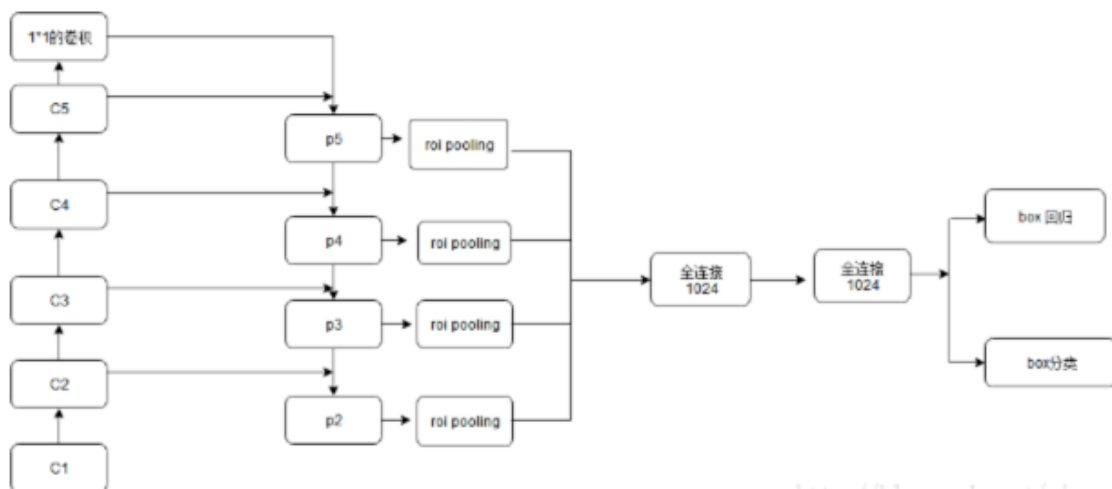 1*1的卷积
C5
C4
C3
C2
C1
p5
p4
p3
p2
roi pooling
roi pooling
roi pooling
roi pooling
全连接
1024
全连接
1024
box 回归
box分类